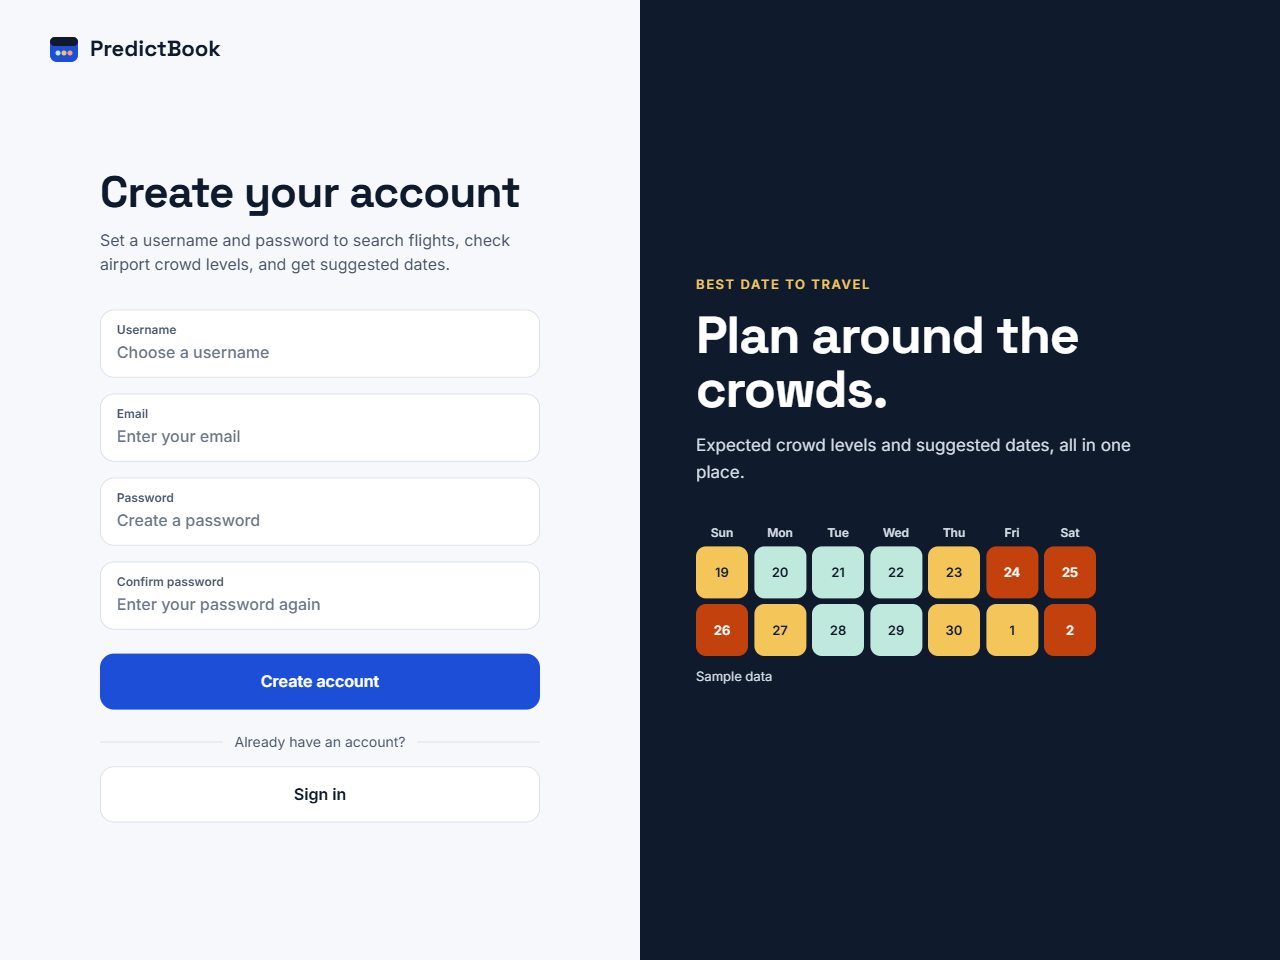 PredictBook
Create your account
Set a username and password to search flights, check
airport crowd levels, and get suggested dates.
Username
Choose a username
Email
Enter your email
Password
Create a password
Confirm password
Enter your password again
Create account
Already have an account?
Sign in
BEST DATE TO TRAVEL
Plan around the
crowds.
Expected crowd levels and suggested dates, all in one
place.
Sun Mon Tue Wed Thu Fri Sat
19 20 21 22 23 24 25
26 27 28 29 30 1 2
Sample data